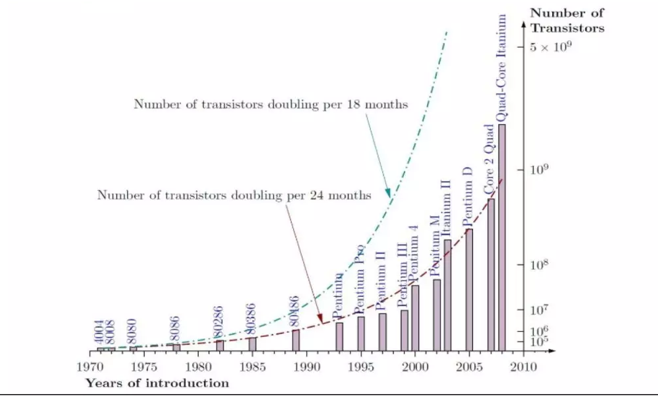 Number of
Transistors
5 × 10⁹
Quad-Core Itanium
Number of transistors doubling per 18 months
Core 2 Quad
10⁹
Number of transistors doubling per 24 months
Pentium D
Itanium II
Penitum M
Pentium 4
Pentium III
Pentium II
Pentium Pro
Pentium
80486
80386
80286
8086
8080
8008
4004
10⁸
10⁷
10⁶
10⁵
1970 1975 1980 1985 1990 1995 2000 2005 2010
Years of introduction